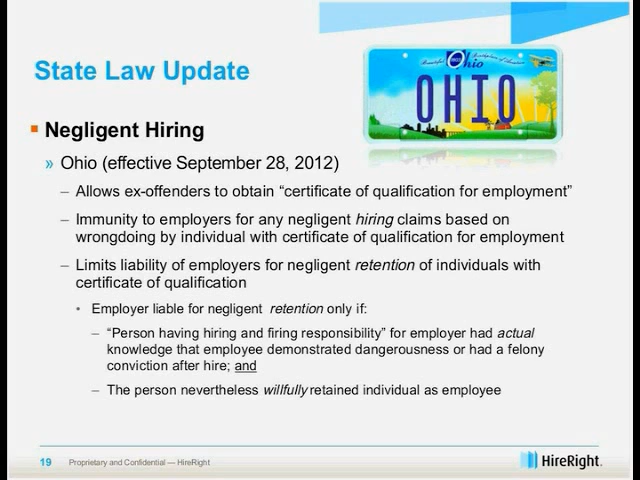 State Law Update
Ohio
OHIO
▪ Negligent Hiring
» Ohio (effective September 28, 2012)
– Allows ex-offenders to obtain “certificate of qualification for employment”
– Immunity to employers for any negligent hiring claims based on
wrongdoing by individual with certificate of qualification for employment
– Limits liability of employers for negligent retention of individuals with
certificate of qualification
• Employer liable for negligent retention only if:
– “Person having hiring and firing responsibility” for employer had actual
knowledge that employee demonstrated dangerousness or had a felony
conviction after hire; and
– The person nevertheless willfully retained individual as employee
19 Proprietary and Confidential — HireRight
HireRight.